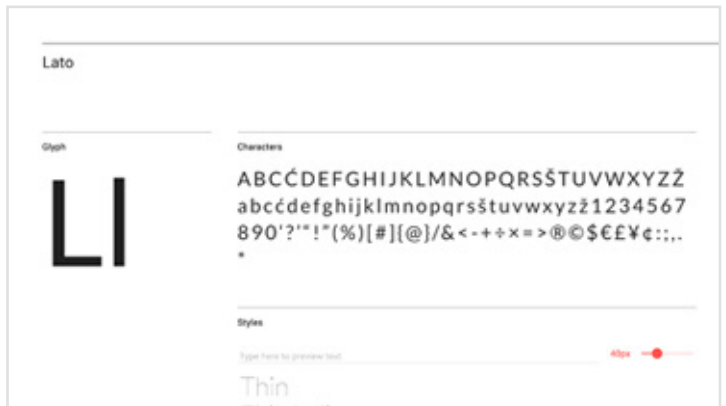 Lato
Glyph
Ll
Characters
ABCĆDEFGHIJKLMNOPQRSŠTUVWXYZŽ
abcćdefghijklmnopqrsštuvwxyzž1234567
890‘?’“!”(%)[#]{@}/&<-+÷×=>®©$€£¥¢:;,.
*
Styles
Type here to preview text
40px
Thin